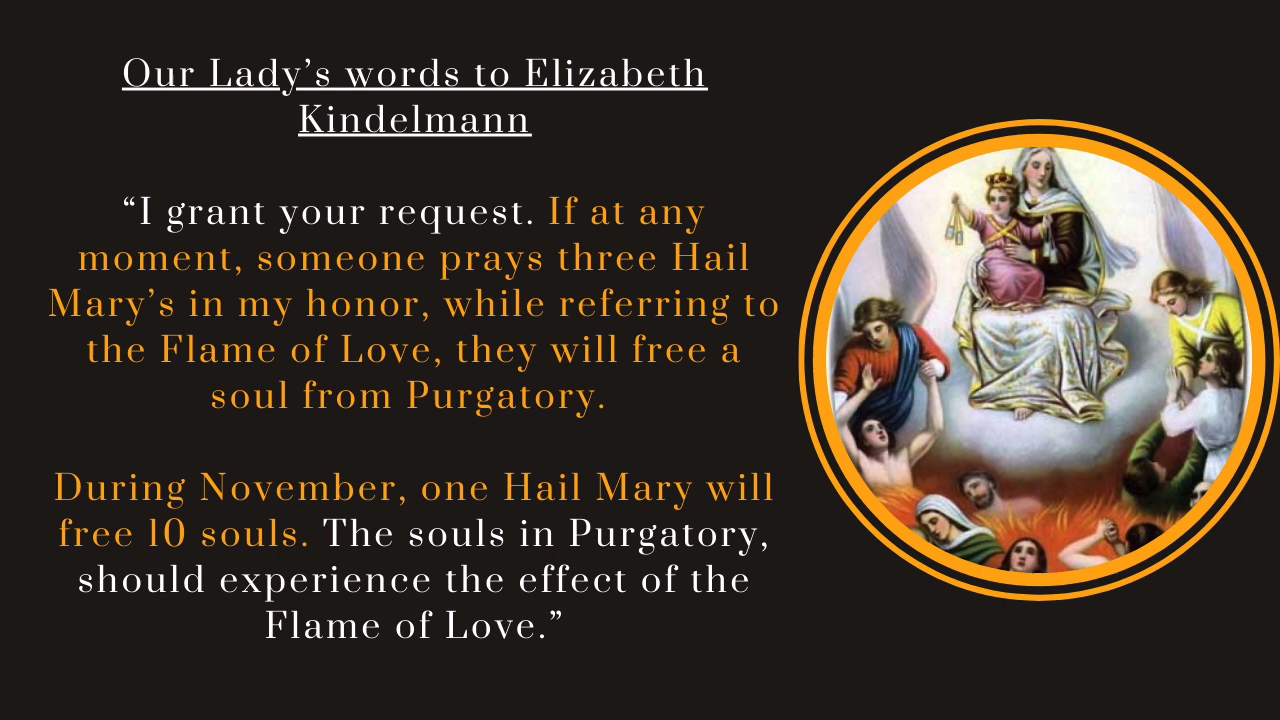 Our Lady’s words to Elizabeth
Kindelmann
“I grant your request. If at any
moment, someone prays three Hail
Mary’s in my honor, while referring to
the Flame of Love, they will free a
soul from Purgatory.
During November, one Hail Mary will
free 10 souls. The souls in Purgatory,
should experience the effect of the
Flame of Love.”